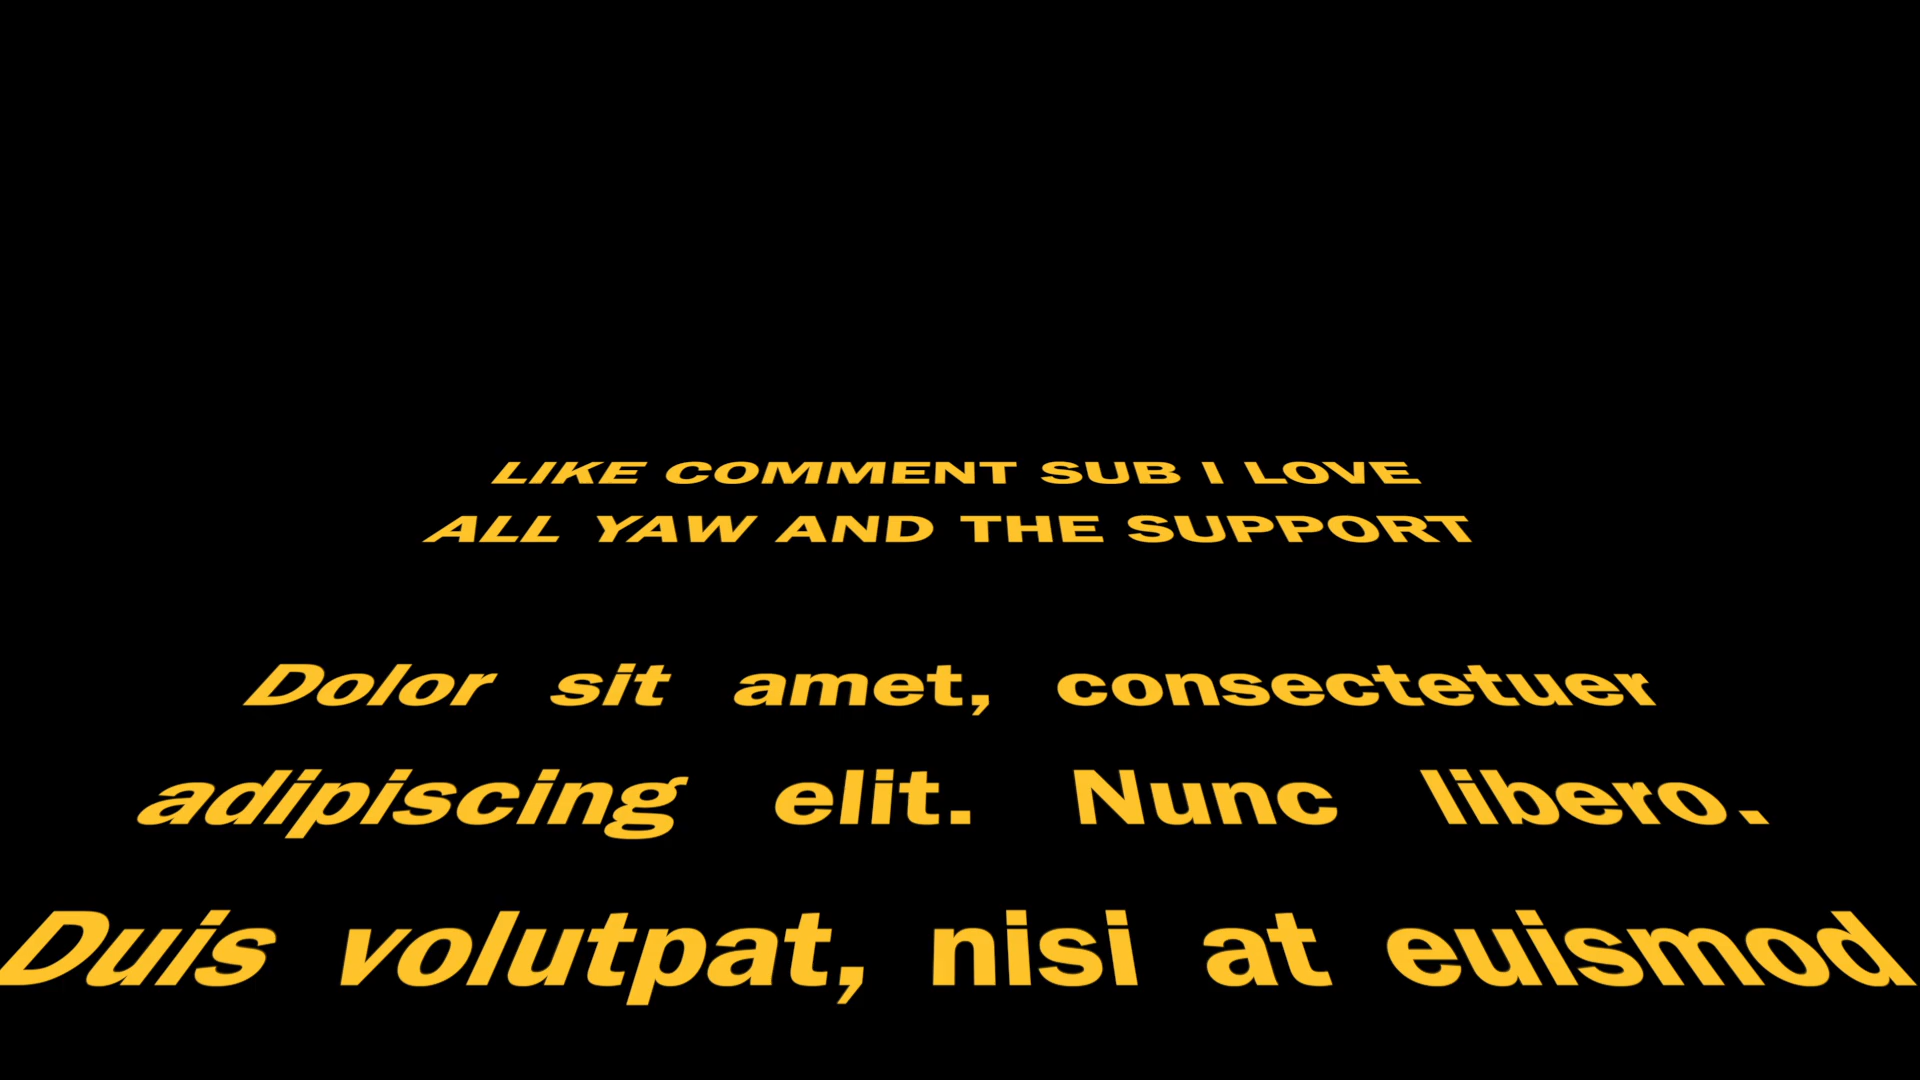 LIKE COMMENT SUB I LOVE
ALL YAW AND THE SUPPORT
Dolor sit amet, consectetuer
adipiscing elit. Nunc libero.
Duis volutpat, nisi at euismod